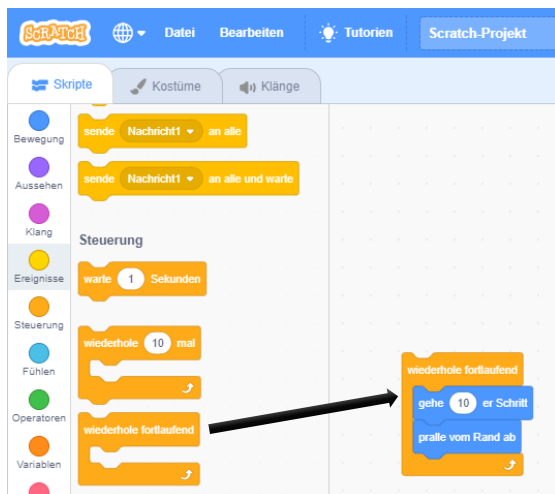 SCRATCH
Datei
Bearbeiten
Tutorien
Scratch-Projekt
Skripte
Kostüme
Klänge
Bewegung
Aussehen
Klang
Ereignisse
Steuerung
Fühlen
Operatoren
Variablen
sende Nachricht1 an alle
sende Nachricht1 an alle und warte
Steuerung
warte 1 Sekunden
wiederhole 10 mal
wiederhole fortlaufend
wiederhole fortlaufend
gehe 10 er Schritt
pralle vom Rand ab